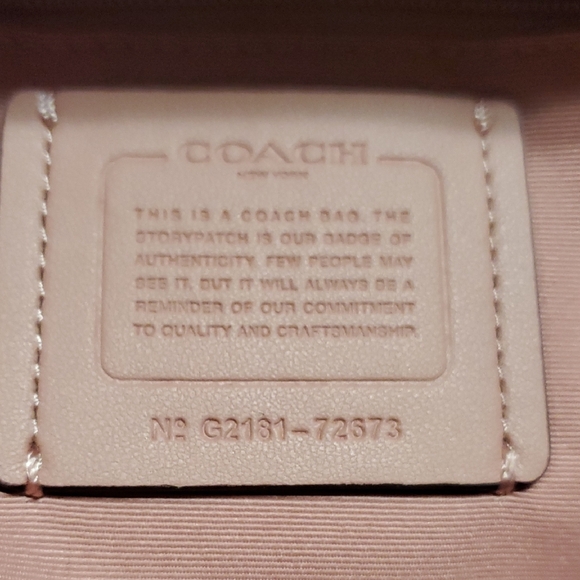 COACH
NEW YORK
THIS IS A COACH BAG. THE
STORYPATCH IS OUR BADGE OF
AUTHENTICITY. FEW PEOPLE MAY
SEE IT. BUT IT WILL ALWAYS BE A
REMINDER OF OUR COMMITMENT
TO QUALITY AND CRAFTSMANSHIP.
Nº G2181-72673